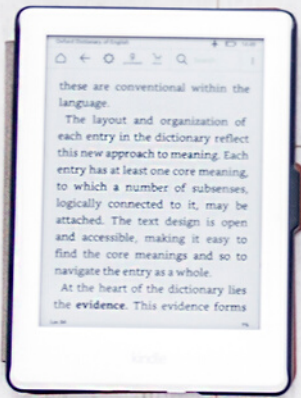 Oxford Dictionary of English
these are conventional within the
language.
The layout and organization of
each entry in the dictionary reflect
this new approach to meaning. Each
entry has at least one core meaning,
to which a number of subsenses,
logically connected to it, may be
attached. The text design is open
and accessible, making it easy to
find the core meanings and so to
navigate the entry as a whole.
At the heart of the dictionary lies
the evidence. This evidence forms
kindle